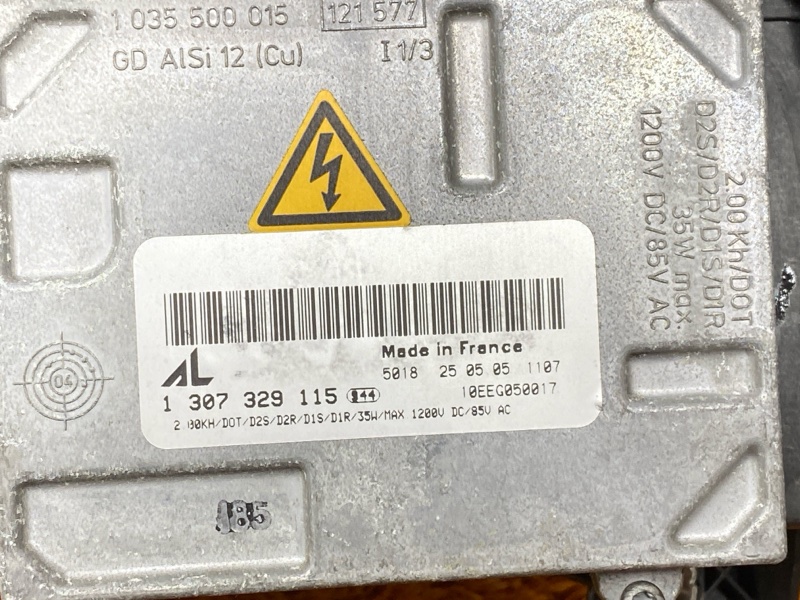 1 035 500 015 121 577
GD AlSi 12 (Cu) I 1/3
2.00Kh/DOT
D2S/D2R/D1S/D1R
35W max
1200V DC/85V AC
AL
Made in France
5018 25 05 05 1107
1 307 329 115 944
10EEG050017
2.00KH/DOT/D2S/D2R/D1S/D1R/35W/MAX 1200V DC/85V AC
04
485